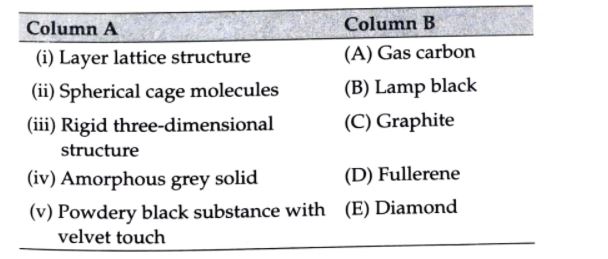 Column A Column B
(i) Layer lattice structure (A) Gas carbon
(ii) Spherical cage molecules (B) Lamp black
(iii) Rigid three-dimensional (C) Graphite
structure
(iv) Amorphous grey solid (D) Fullerene
(v) Powdery black substance with (E) Diamond
velvet touch